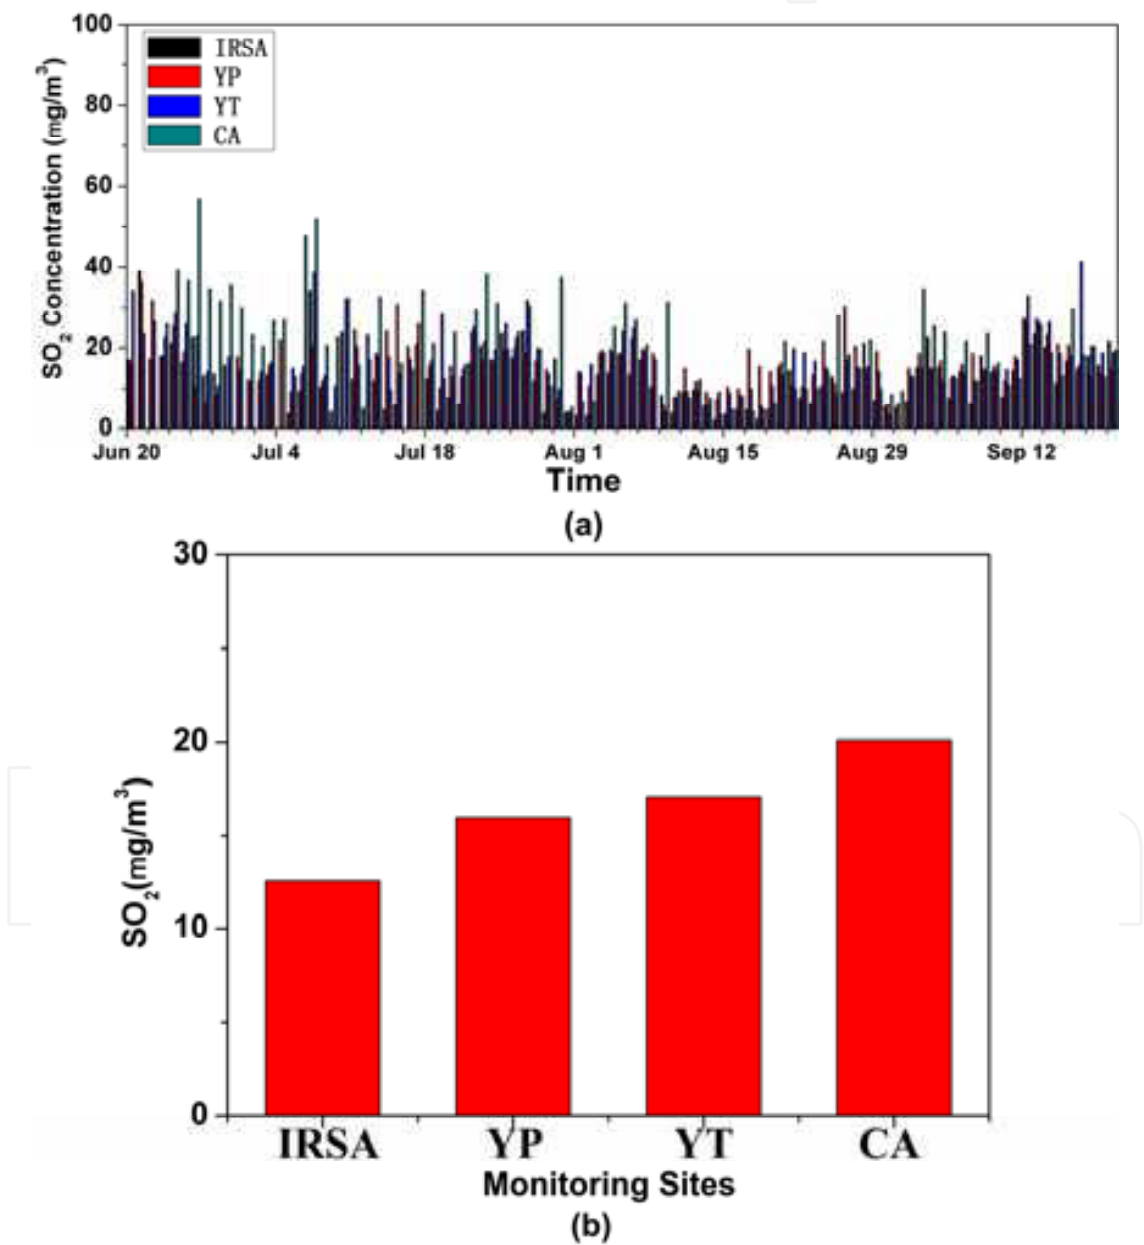 100
80
60
40
20
0
SO2 Concentration (mg/m3)
IRSA
YP
YT
CA
Jun 20 Jul 4 Jul 18 Aug 1 Aug 15 Aug 29 Sep 12
Time
(a)
30
20
10
0
SO2(mg/m3)
IRSA YP YT CA
Monitoring Sites
(b)